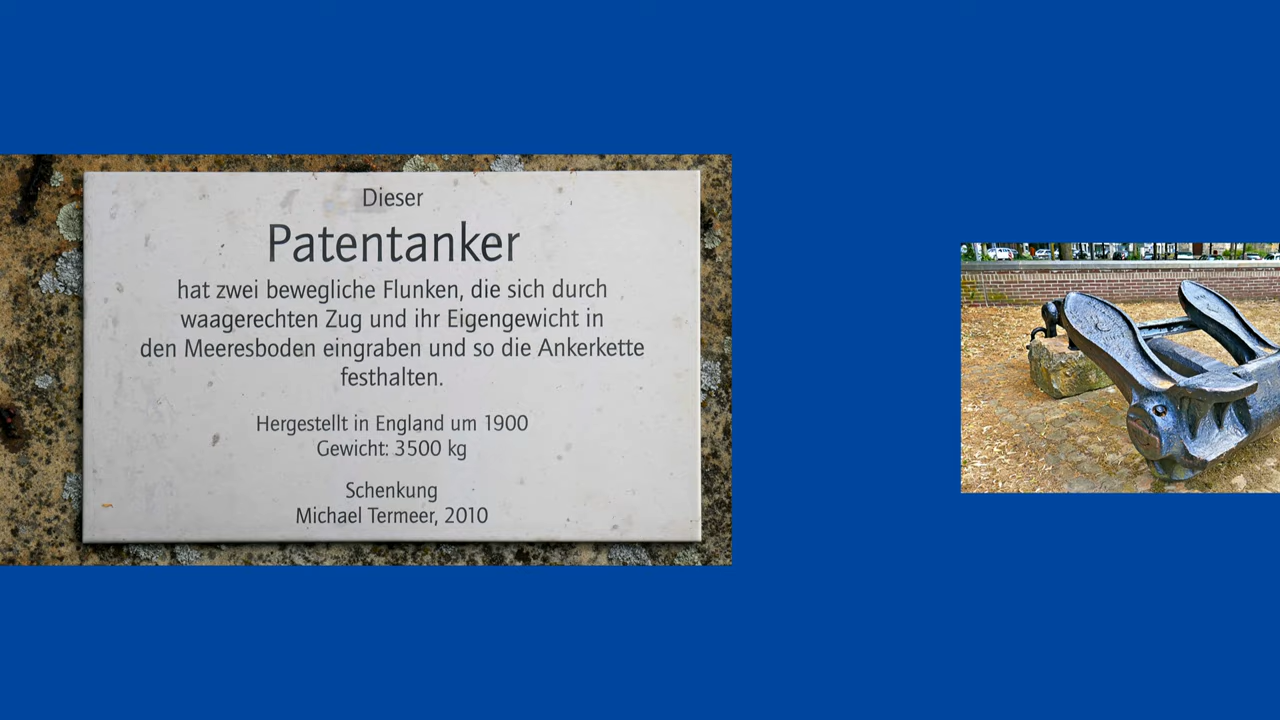 Dieser
Patentanker
hat zwei bewegliche Flunken, die sich durch
waagerechten Zug und ihr Eigengewicht in
den Meeresboden eingraben und so die Ankerkette
festhalten.
Hergestellt in England um 1900
Gewicht: 3500 kg
Schenkung
Michael Termeer, 2010